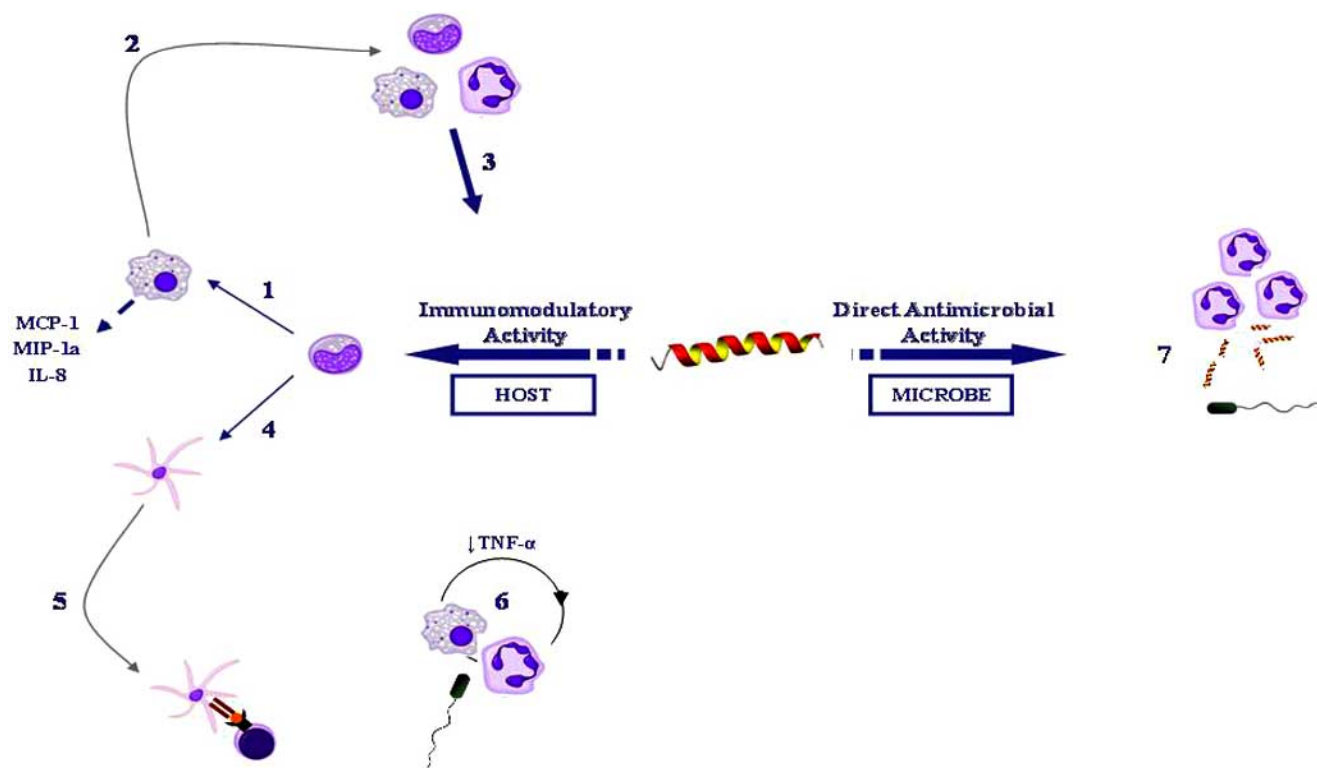 2
3
1
MCP-1
MIP-1a
IL-8
Immunomodulatory
Activity
HOST
Direct Antimicrobial
Activity
MICROBE
7
4
↓TNF-α
5
6